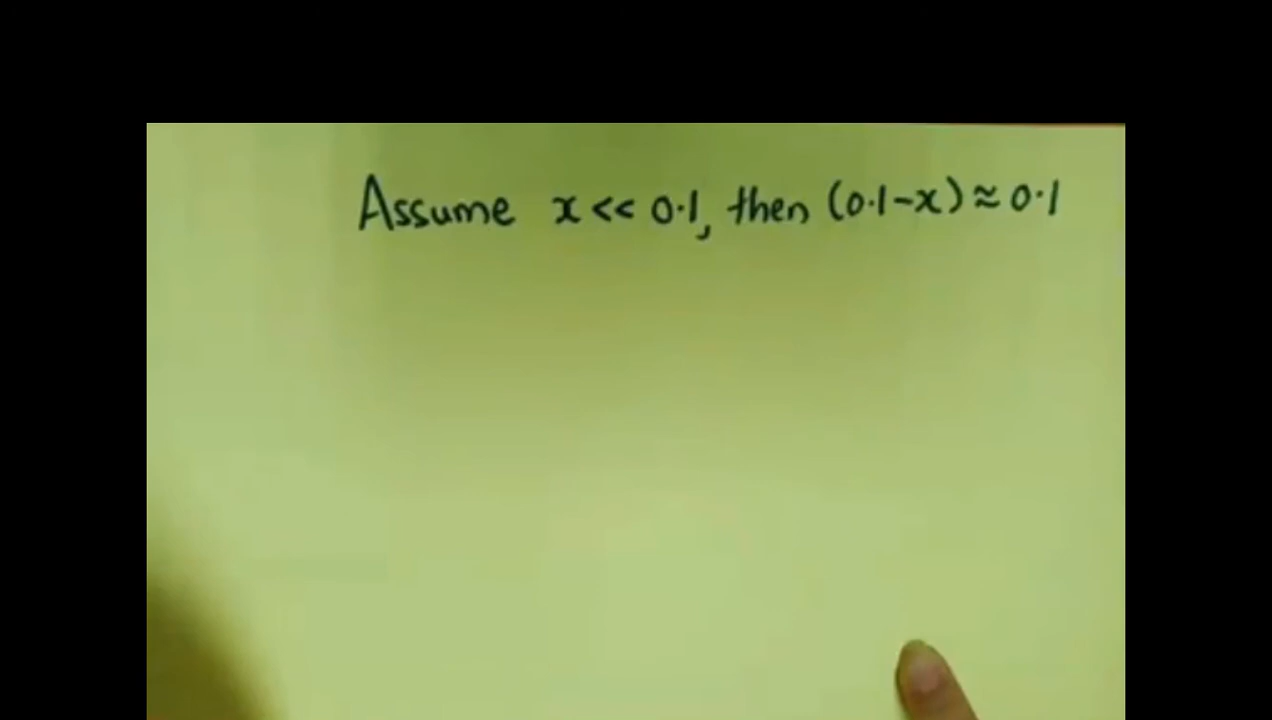 Assume x << 0·1, then (0·1-x) ≈ 0·1